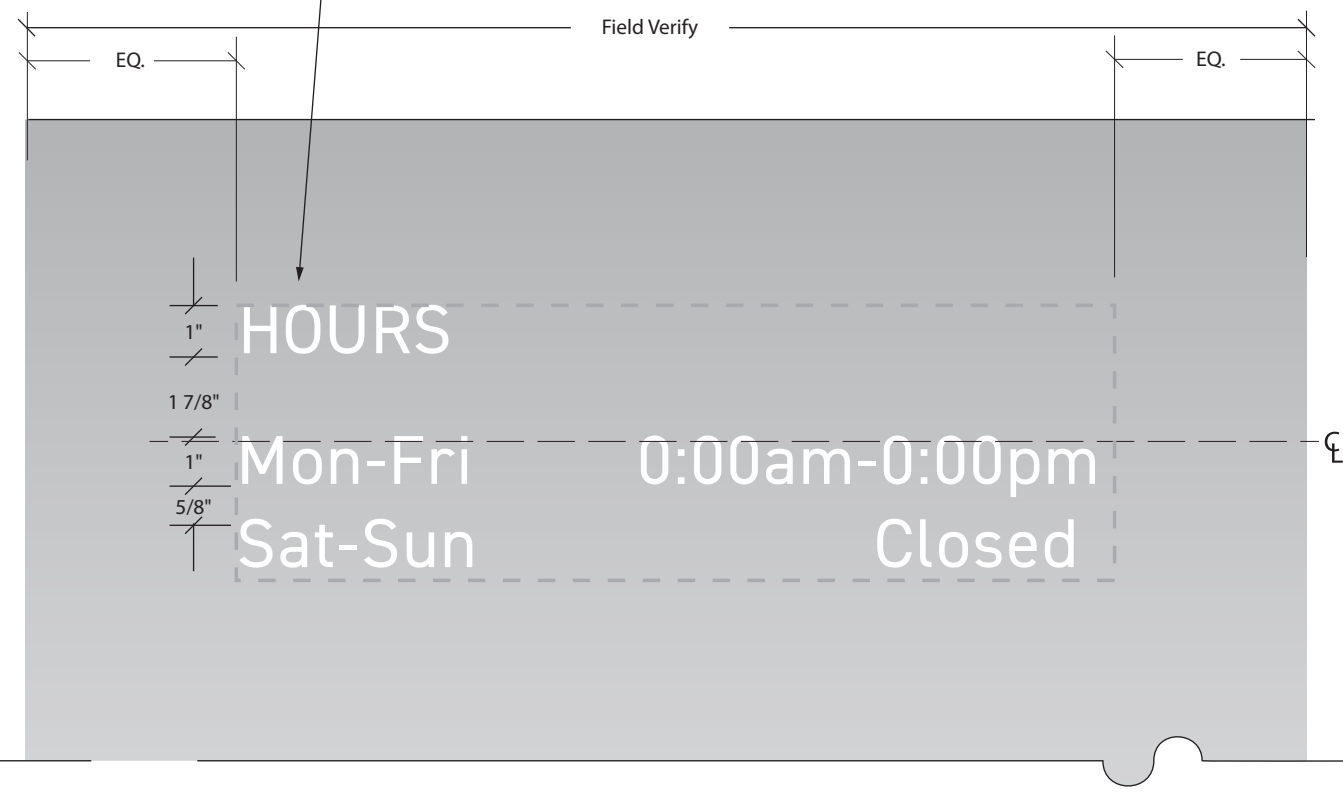 Field Verify
EQ. EQ.
HOURS
1"
1 7/8"
℄
Mon-Fri 0:00am-0:00pm
1"
5/8"
Sat-Sun Closed